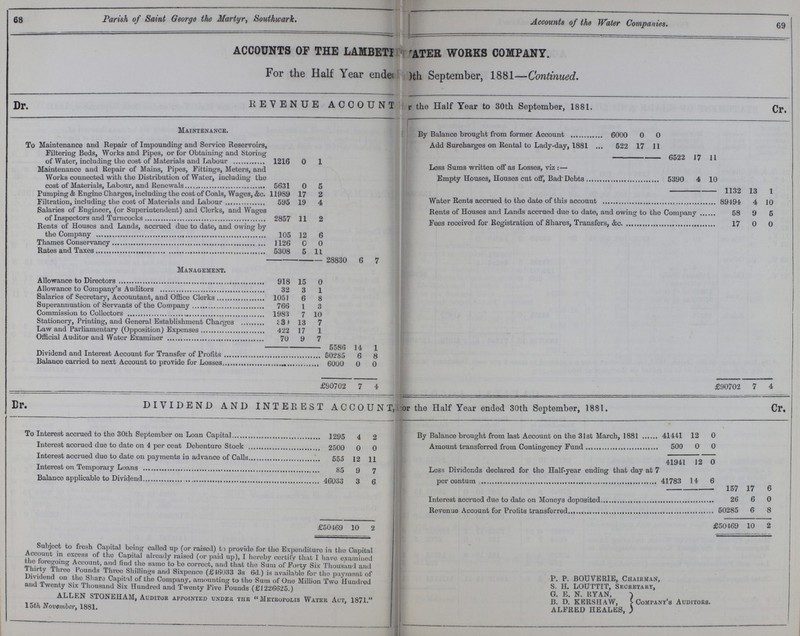 68
Parish of Saint George the Martyr, Southwark.
Accounts of the Water Companies.
69
ACCOUNTS OF THE LAMBETH WATER WORKS COMPANY.
For the Half Year ended 30th September, 1881—Continued.
Dr.
REVENUE ACCOUNT for the Half Year to 30th September, 1881.
Cr.
MAINTENANCE.
To Maintenance and Repair of Impounding and Service Reservoirs,
Filtering Beds, Works and Pipes, or for Obtaining and Storing
of Water, including the cost of Materials and Labour 1216 0 1
Maintenance and Repair of Mains, Pipes, Fittings, Meters, and
Works connected with the Distribution of Water, including the
cost of Materials, Labour, and Renewals 5631 0 5
Pumping & Engine Charges, including the cost of Coals, Wages, &c. 11989 17 2
Filtration, including the cost of Materials and Labour 595 19 4
Salaries of Engineer, (or Superintendent) and Clerks, and Wages
of Inspectors and Turncocks 2857 11 2
Rents of Houses and Lands, accrued due to date, and owing by
the Company 105 12 6
Thames Conservancy 1126 0 0
Rates and Taxes 5308 5 11
28830 6 7
MANAGEMENT.
Allowance to Directors 918 15 0
Allowance to Company's Auditors 32 3 1
Salaries of Secretary, Accountant, and Office Clerks 1051 6 8
Superannuation of Servants of the Company 766 1 3
Commission to Collectors 1983 7 10
Stationery, Printing, and General Establishment Charges 13 7
Law and Parliamentary (Opposition) Expenses 422 17 1
Official Auditor and Water Examiner 70 9 7
5586 14 1
Dividend and Interest Account for Transfer of Profits 50285 6 8
Balance carried to next Account to provide for Losses 6000 0 0
£90702 7 4
By Balance brought from former Account 6000 0 0
Add Surcharges on Rental to Lady-day, 1881 522 17 11
6522 17 11
Less Sums written off as Losses, viz:—
Empty Houses, Houses cut off, Bad Debts 5390 4 10
1132 13 1
Water Rents accrued to the date of this account 89494 4 10
Rents of Houses and Lands accrued due to date, and owing to the Company 58 9 5
Fees received for Registration of Shares, Transfers, &c. 17 0 0
£90702 7 4
Dr.
DIVIDEND AND INTEREST ACCOUNT, for the Half Year ended 30th September, 1881.
Cr.
To Interest accrued to the 30th September on Loan Capital 1295 4 2
Interest accrued due to date on 4 per cent Debenture Stock 2500 0 0
Interest accrued due to date on payments in advance of Calls 555 12 11
Interest on Temporary Loans 85 9 7
Balance applicable to Dividend 46033 3 6
£50469 10 2
By Balance brought from last Account on the 31st March, 1881 41441 12 0
Amount transferred from Contingency Fund 500 0 0
41941 12 0
Less Dividends declared for the Half-year ending that day at 7
per centum 41783 14 6
157 17 6
Interest accrued due to date on Moneys deposited 26 6 0
Revenue Account for Profits transferred 50285 6 8
£50469 10 2
Subject to fresh Capital being called up (or raised) to provide for the Expenditure in the Capital
Account in excess of the Capital already raised (or paid up), I hereby certify that I have examined
the foregoing Account, and find the same to be correct, and that the Sum of Forty Six Thousand and
Thirty Three Pounds Three Shillings and Sixpence (£46033 3s 6d.) is available for the payment of
Dividend on the Share Capital of the Company, amounting to the Sum of One Million Two Hundred
and Twenty Six Thousand Six Hundred and Twenty Five Pounds (£1226625.)
ALLEN STONEHAM, AUDITOR APPOINTED UNDER THE "METROPOLIS WATER ACT, 1871."
15th November, 1881.
P. P. BOUVERIE, CHAIRMAN,
S. H. LOUTTIT, SECRETARY,
G. E. N. RYAN,
B. D. KERSHAW,
ALFRED HEALES,
COMPANY'S AUDITORS.